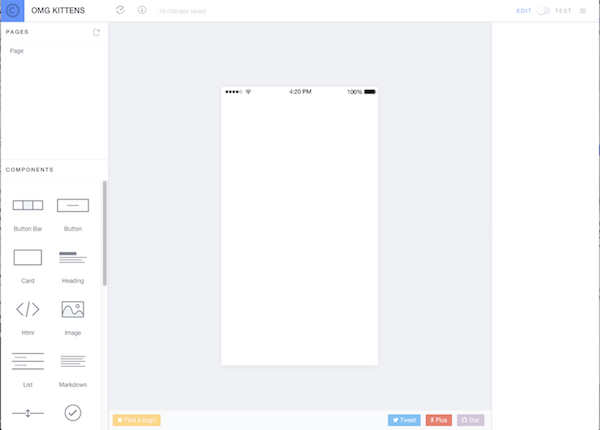 OMG KITTENS
All changes saved
EDIT
TEST
PAGES
Page
COMPONENTS
Button Bar
Button
Card
Heading
Html
Image
List
Markdown
4:20 PM
100%
Find a bug?
Tweet
Plus
Star